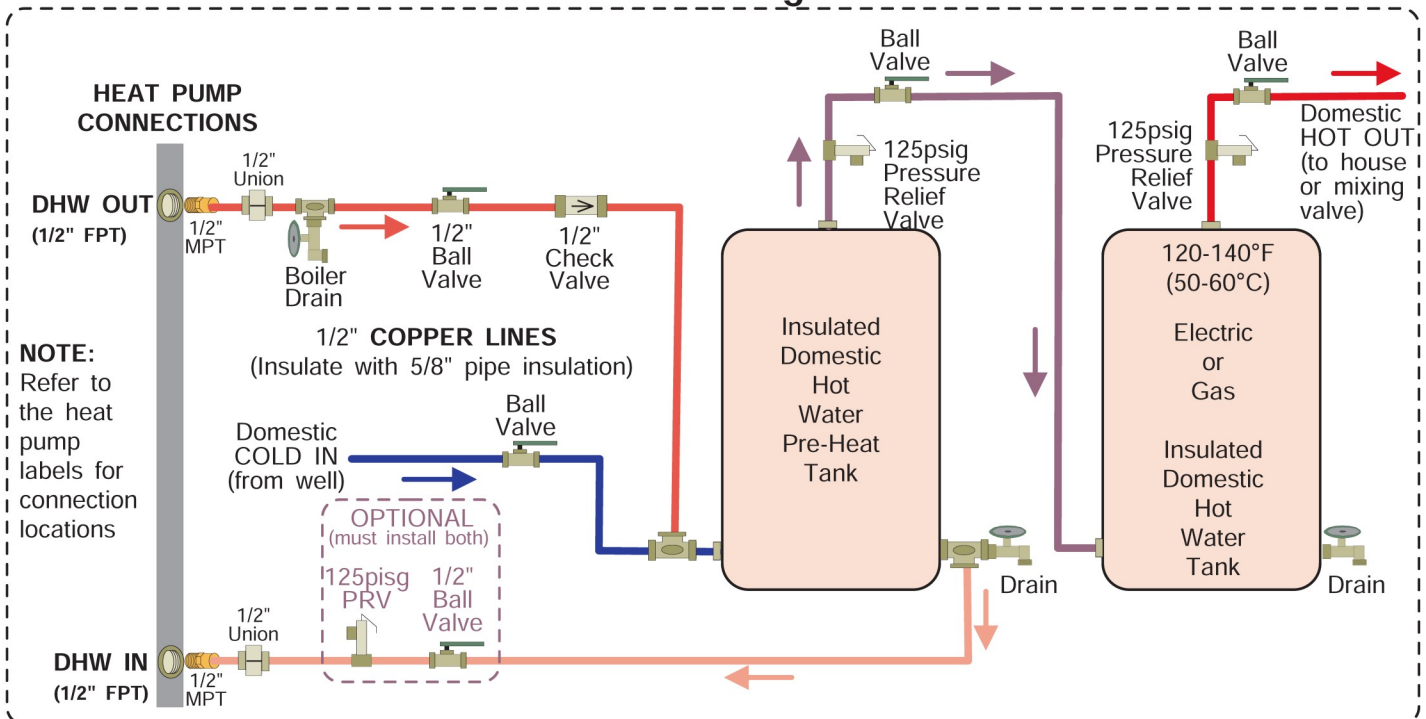 HEAT PUMP
CONNECTIONS
DHW OUT
(1/2" FPT)
1/2"
MPT
1/2"
Union
Boiler
Drain
1/2"
Ball
Valve
1/2"
Check
Valve
1/2" COPPER LINES
(Insulate with 5/8" pipe insulation)
NOTE:
Refer to
the heat
pump
labels for
connection
locations
Domestic
COLD IN
(from well)
Ball
Valve
OPTIONAL
(must install both)
125pisg
PRV
1/2"
Ball
Valve
1/2"
Union
DHW IN
(1/2" FPT)
1/2"
MPT
Ball
Valve
125psig
Pressure
Relief
Valve
Insulated
Domestic
Hot
Water
Pre-Heat
Tank
Drain
Ball
Valve
125psig
Pressure
Relief
Valve
Domestic
HOT OUT
(to house
or mixing
valve)
120-140°F
(50-60°C)
Electric
or
Gas
Insulated
Domestic
Hot
Water
Tank
Drain